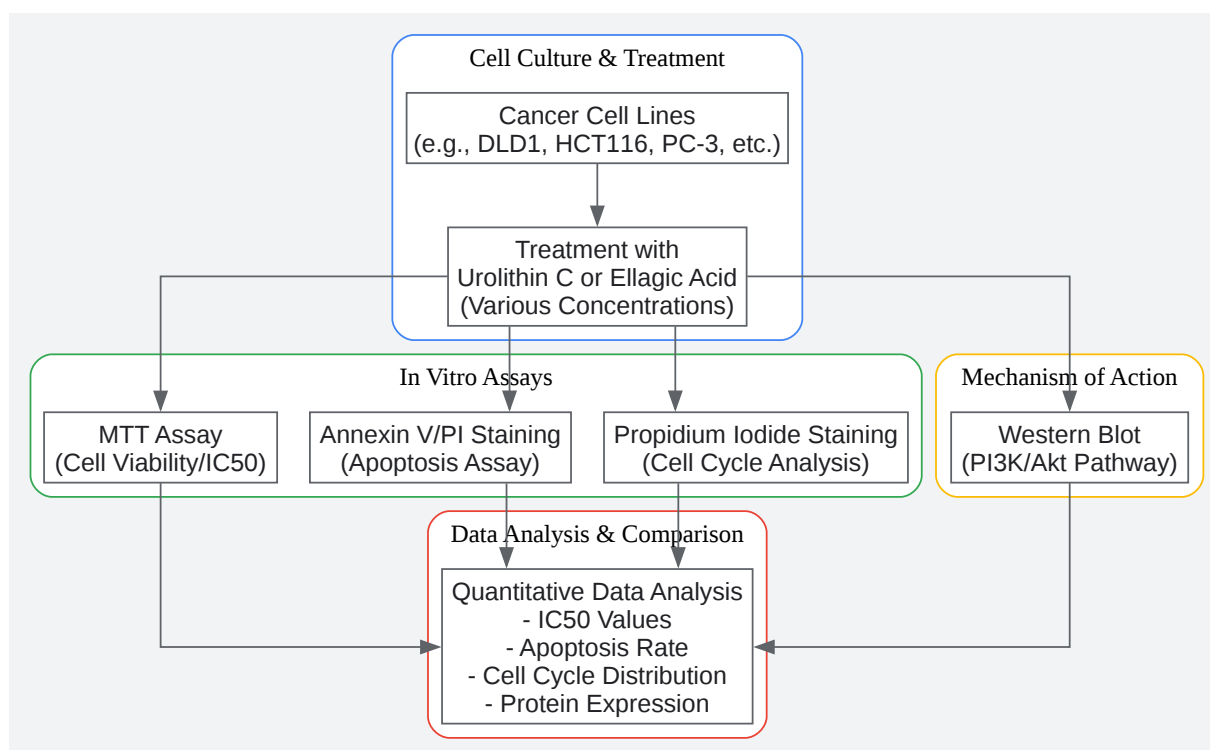 Cell Culture & Treatment
Cancer Cell Lines
(e.g., DLD1, HCT116, PC-3, etc.)
Treatment with
Urolithin C or Ellagic Acid
(Various Concentrations)
In Vitro Assays
MTT Assay
(Cell Viability/IC50)
Annexin V/PI Staining
(Apoptosis Assay)
Propidium Iodide Staining
(Cell Cycle Analysis)
Mechanism of Action
Western Blot
(PI3K/Akt Pathway)
Data Analysis & Comparison
Quantitative Data Analysis
- IC50 Values
- Apoptosis Rate
- Cell Cycle Distribution
- Protein Expression